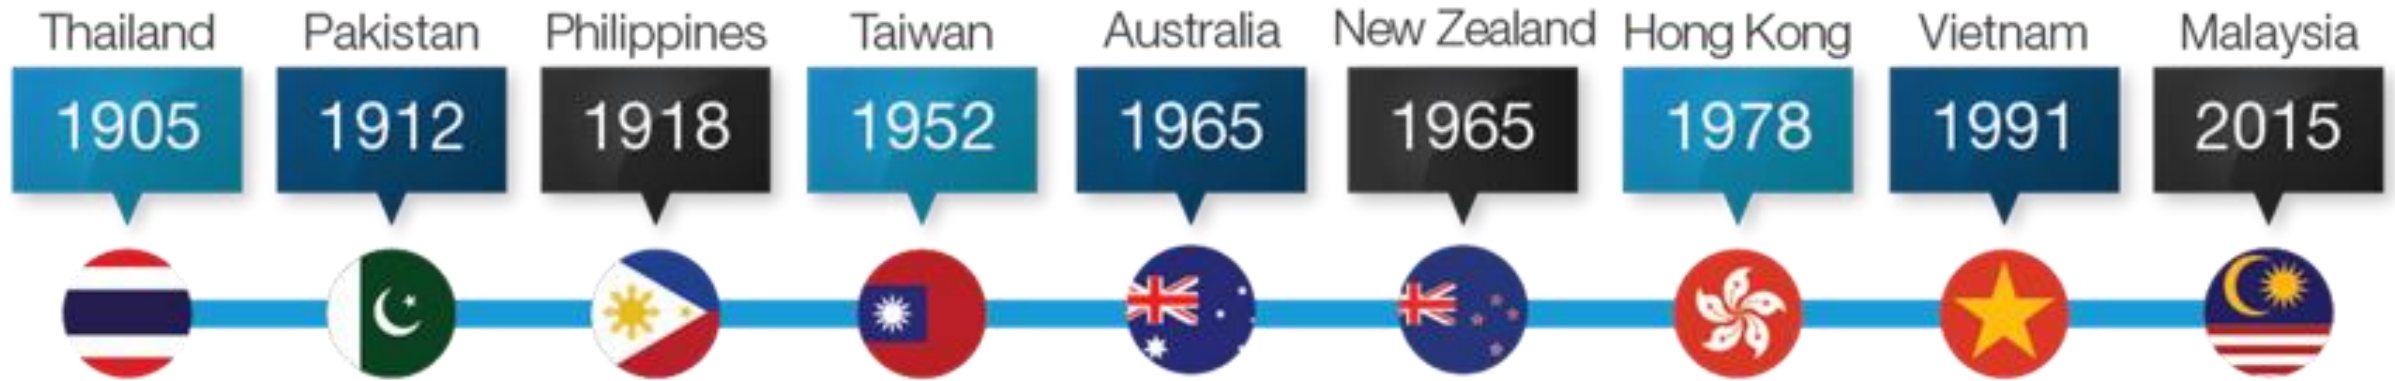 Thailand
1905
Pakistan
1912
Philippines
1918
Taiwan
1952
Australia
1965
New Zealand
1965
Hong Kong
1978
Vietnam
1991
Malaysia
2015